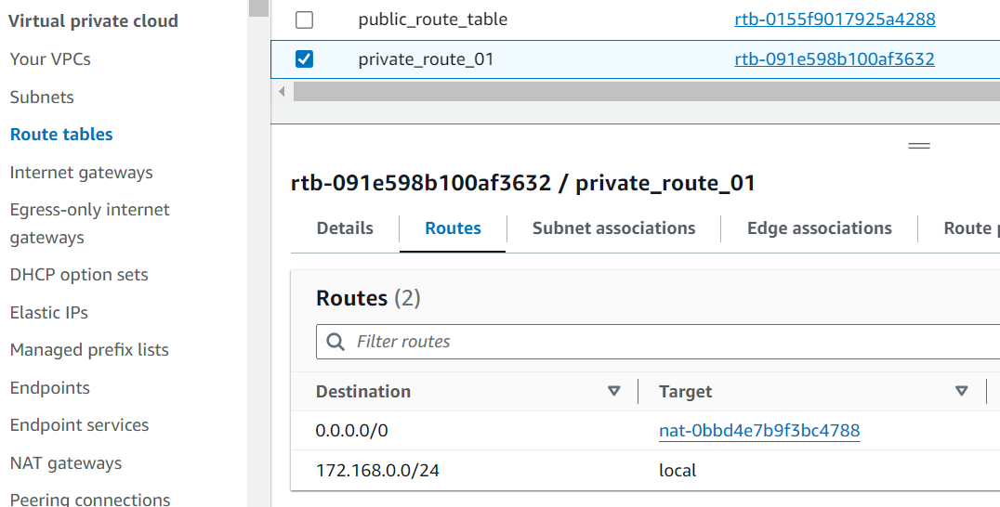 Virtual private cloud
Your VPCs
Subnets
Route tables
Internet gateways
Egress-only internet
gateways
DHCP option sets
Elastic IPs
Managed prefix lists
Endpoints
Endpoint services
NAT gateways
Peering connections
public_route_table rtb-0155f9017925a4288
private_route_01 rtb-091e598b100af3632
rtb-091e598b100af3632 / private_route_01
Details Routes Subnet associations Edge associations Route
Routes (2)
Filter routes
Destination Target
0.0.0.0/0 nat-0bbd4e7b9f3bc4788
172.168.0.0/24 local